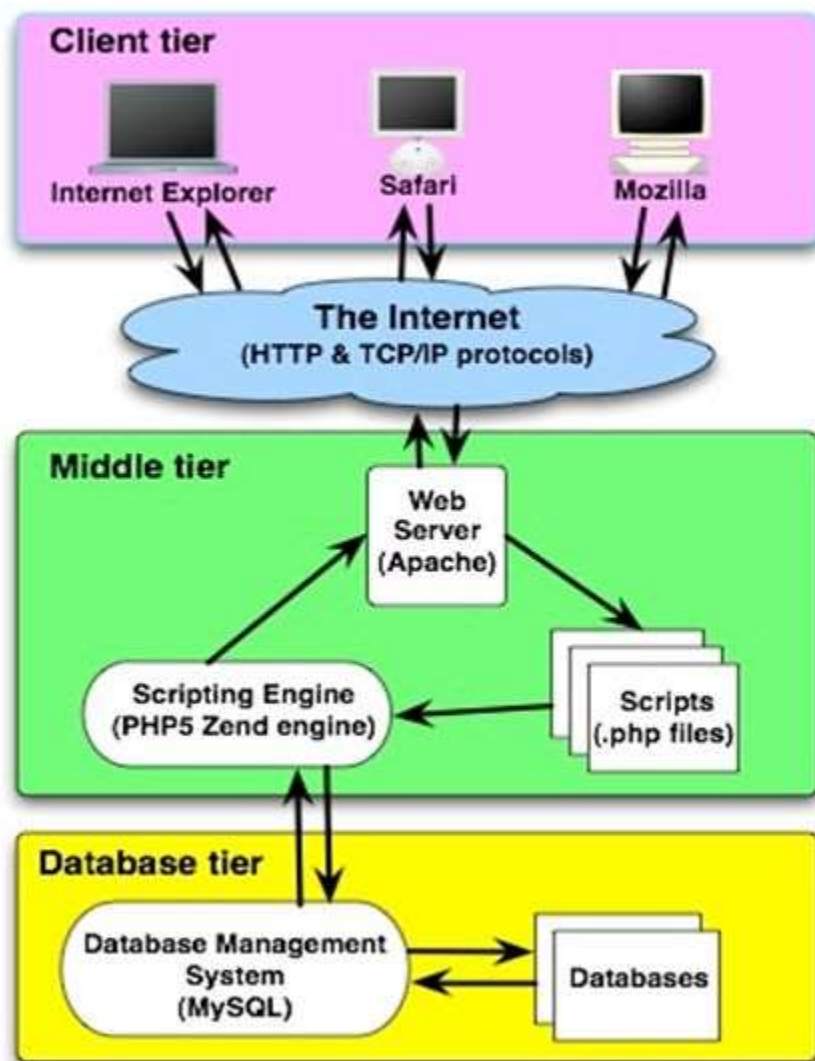 Client tier
Internet Explorer
Safari
Mozilla
The Internet
(HTTP & TCP/IP protocols)
Middle tier
Web
Server
(Apache)
Scripting Engine
(PHP5 Zend engine)
Scripts
(.php files)
Database tier
Database Management
System
(MySQL)
Databases